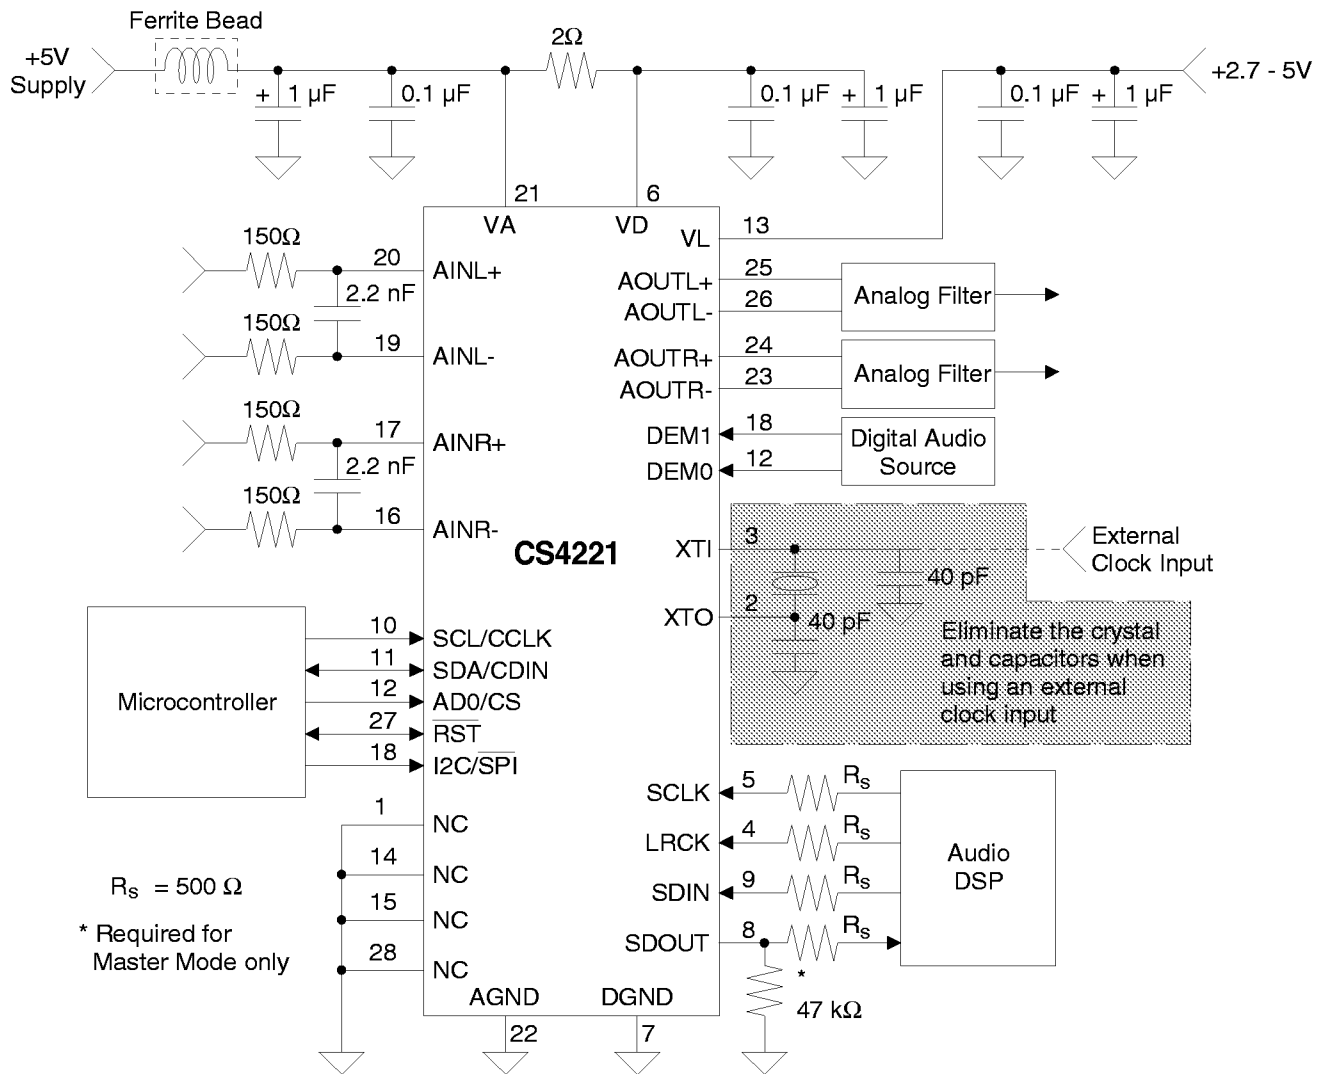 Ferrite Bead
+5V
Supply
2Ω
+2.7 - 5V
+ 1 µF
0.1 µF
0.1 µF
+ 1 µF
0.1 µF
+ 1 µF
21
6
VA
VD
VL
13
150Ω
20
AINL+
2.2 nF
150Ω
19
AINL-
150Ω
17
AINR+
2.2 nF
150Ω
16
AINR-
AOUTL+
25
AOUTL-
26
Analog Filter
AOUTR+
24
AOUTR-
23
Analog Filter
DEM1
18
DEM0
12
Digital Audio
Source
CS4221
XTI
3
External
Clock Input
40 pF
XTO
2
40 pF
Eliminate the crystal
and capacitors when
using an external
clock input
Microcontroller
10
SCL/CCLK
11
SDA/CDIN
12
AD0/CS
27
RST
18
I2C/SPI
1
NC
14
NC
15
NC
28
NC
Rs = 500 Ω
* Required for
Master Mode only
SCLK
5
Rs
LRCK
4
Rs
SDIN
9
Rs
SDOUT
8
Rs
Audio
DSP
*
47 kΩ
AGND
DGND
22
7